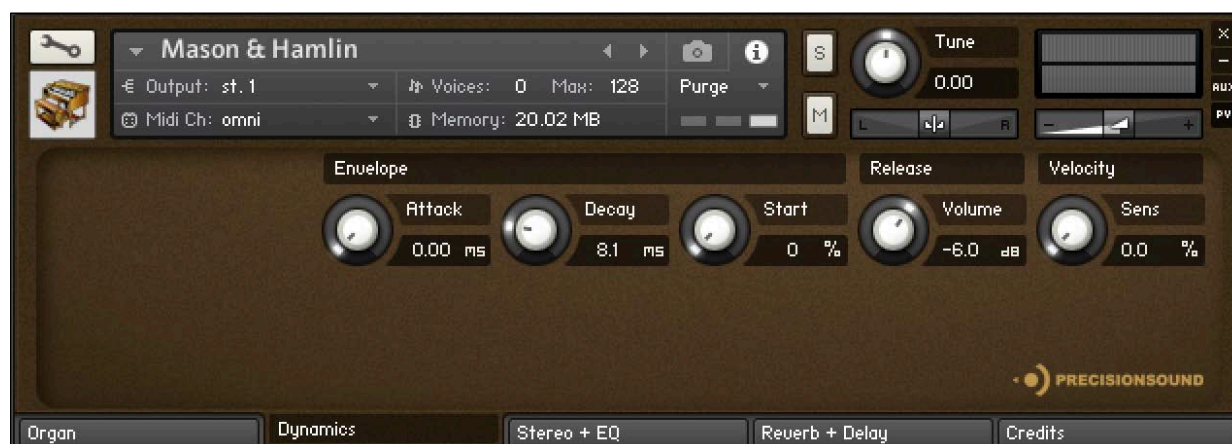 Mason & Hamlin
Output: st. 1 Voices: 0 Max: 128 Purge
Midi Ch: omni Memory: 20.02 MB
S
M
Tune
0.00
L R
- +
×
-
AUX
PV
Envelope Release Velocity
Attack Decay Start Volume Sens
0.00 ms 8.1 ms 0 % -6.0 dB 0.0 %
PRECISIONSOUND
Organ Dynamics Stereo + EQ Reverb + Delay Credits